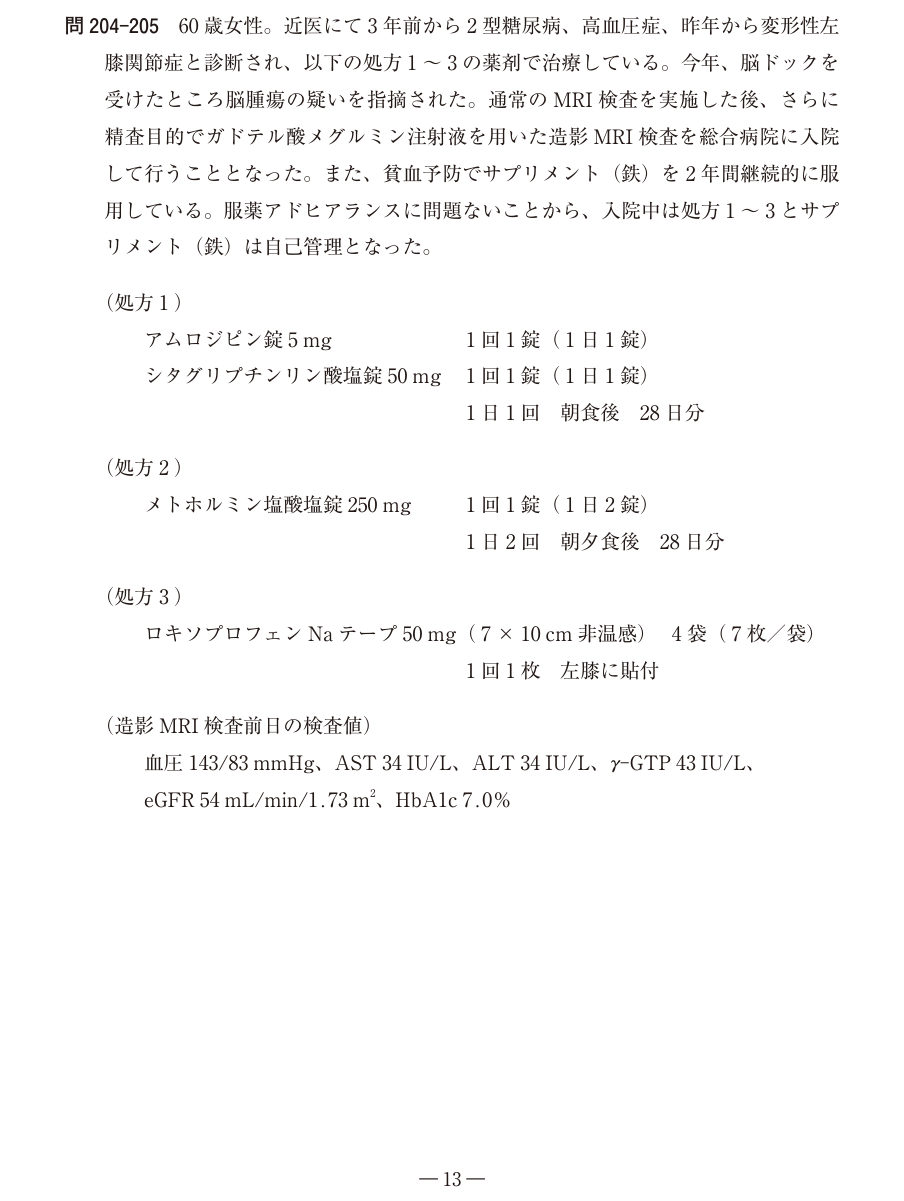 問 204-205 60 歳女性。近医にて 3 年前から 2 型糖尿病、高血圧症、昨年から変形性左
膝関節症と診断され、以下の処方 1 ～ 3 の薬剤で治療している。今年、脳ドックを
受けたところ脳腫瘍の疑いを指摘された。通常の MRI 検査を実施した後、さらに
精査目的でガドテル酸メグルミン注射液を用いた造影 MRI 検査を総合病院に入院
して行うこととなった。また、貧血予防でサプリメント（鉄）を 2 年間継続的に服
用している。服薬アドヒアランスに問題ないことから、入院中は処方 1 ～ 3 とサプ
リメント（鉄）は自己管理となった。
（処方 1 ）
アムロジピン錠 5 mg 1 回 1 錠（ 1 日 1 錠）
シタグリプチンリン酸塩錠 50 mg 1 回 1 錠（ 1 日 1 錠）
1 日 1 回 朝食後 28 日分
（処方 2 ）
メトホルミン塩酸塩錠 250 mg 1 回 1 錠（ 1 日 2 錠）
1 日 2 回 朝夕食後 28 日分
（処方 3 ）
ロキソプロフェン Na テープ 50 mg（ 7 × 10 cm 非温感） 4 袋（ 7 枚／袋）
1 回 1 枚 左膝に貼付
（造影 MRI 検査前日の検査値）
血圧 143/83 mmHg、AST 34 IU/L、ALT 34 IU/L、γ-GTP 43 IU/L、
eGFR 54 mL/min/1.73 m²、HbA1c 7.0%
— 13 —